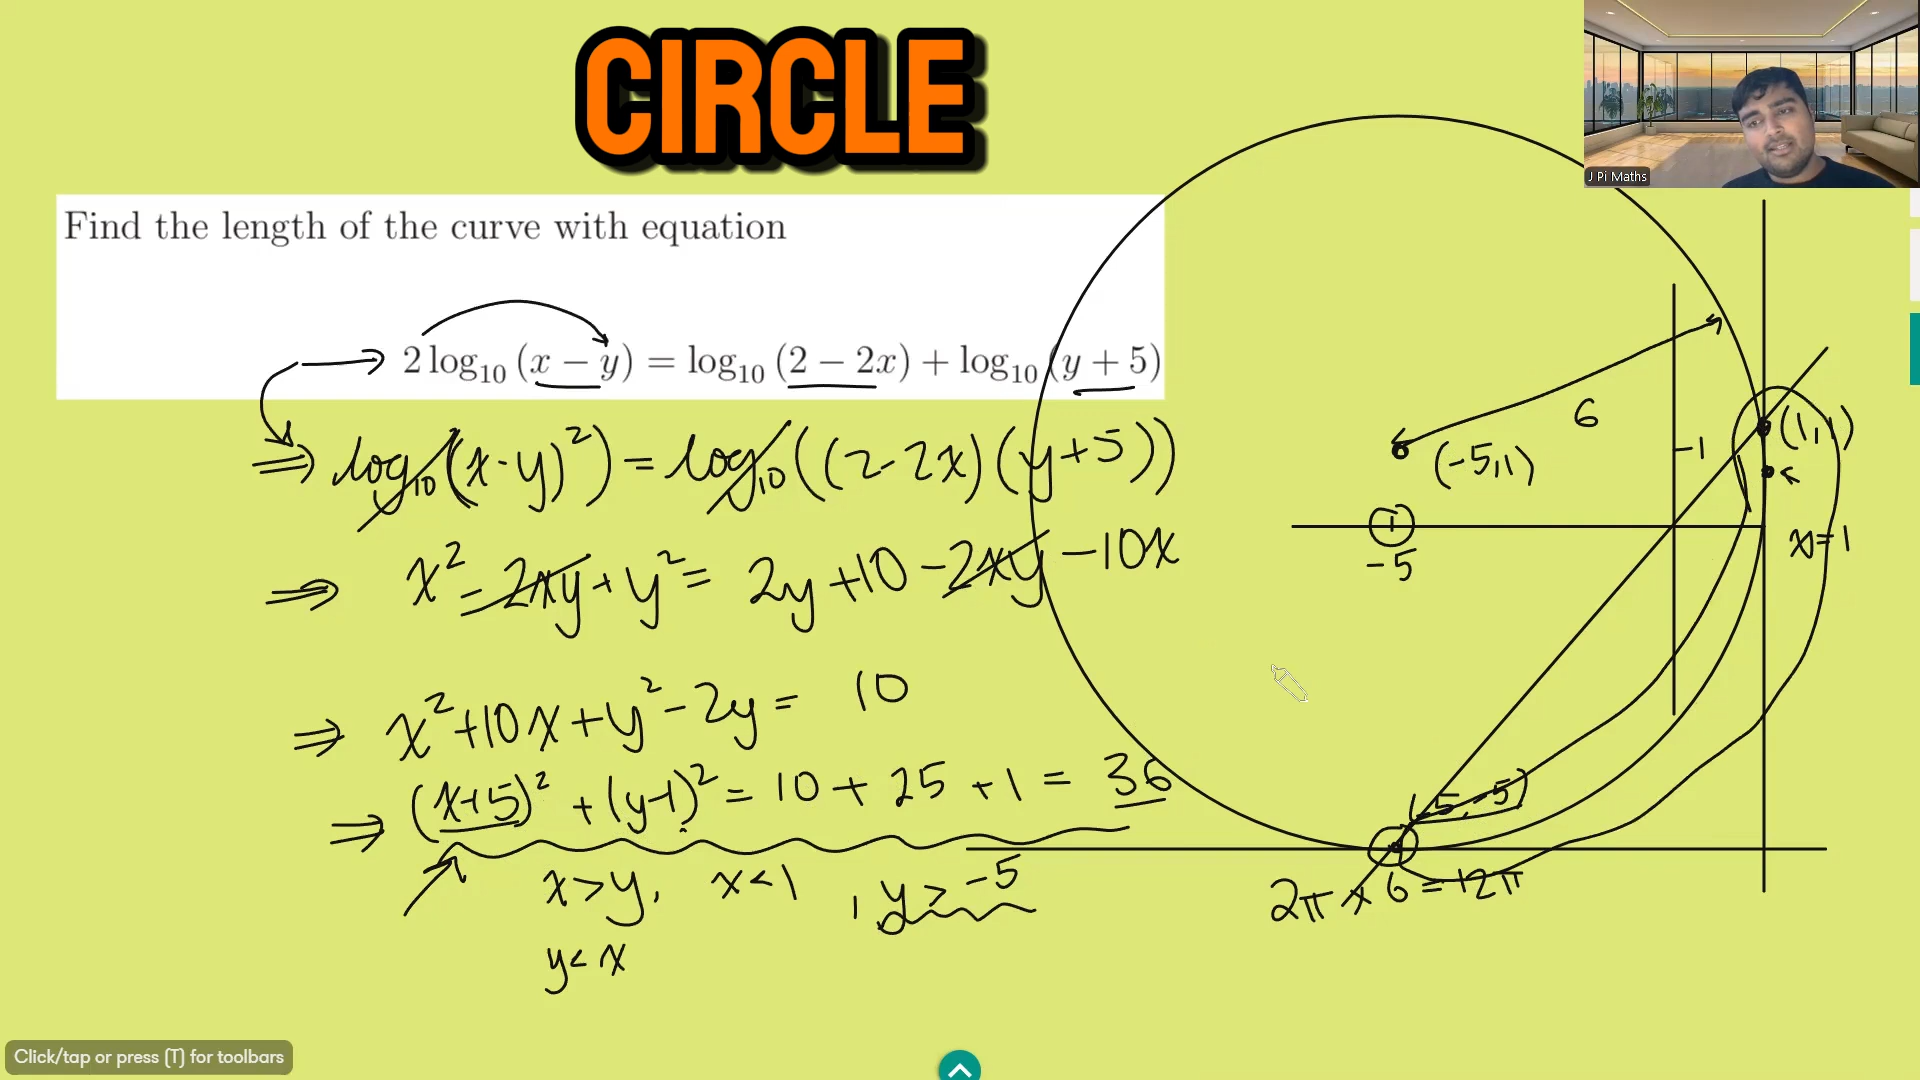 CIRCLE
J Pi Maths
Find the length of the curve with equation
2 log₁₀ (x − y) = log₁₀ (2 − 2x) + log₁₀ (y + 5)
⇒ log₁₀((x-y)²) = log₁₀((2-2x)(y+5))
⇒ x² - 2xy + y² = 2y + 10 - 2xy - 10x
⇒ x² + 10x + y² - 2y = 10
⇒ (x+5)² + (y-1)² = 10 + 25 + 1 = 36
x > y, x < 1, y > -5
y < x
6
(-5,1)
-1
(1,1)
x=1
-5
(-5,-5)
2π × 6 = 12π
Click/tap or press (T) for toolbars